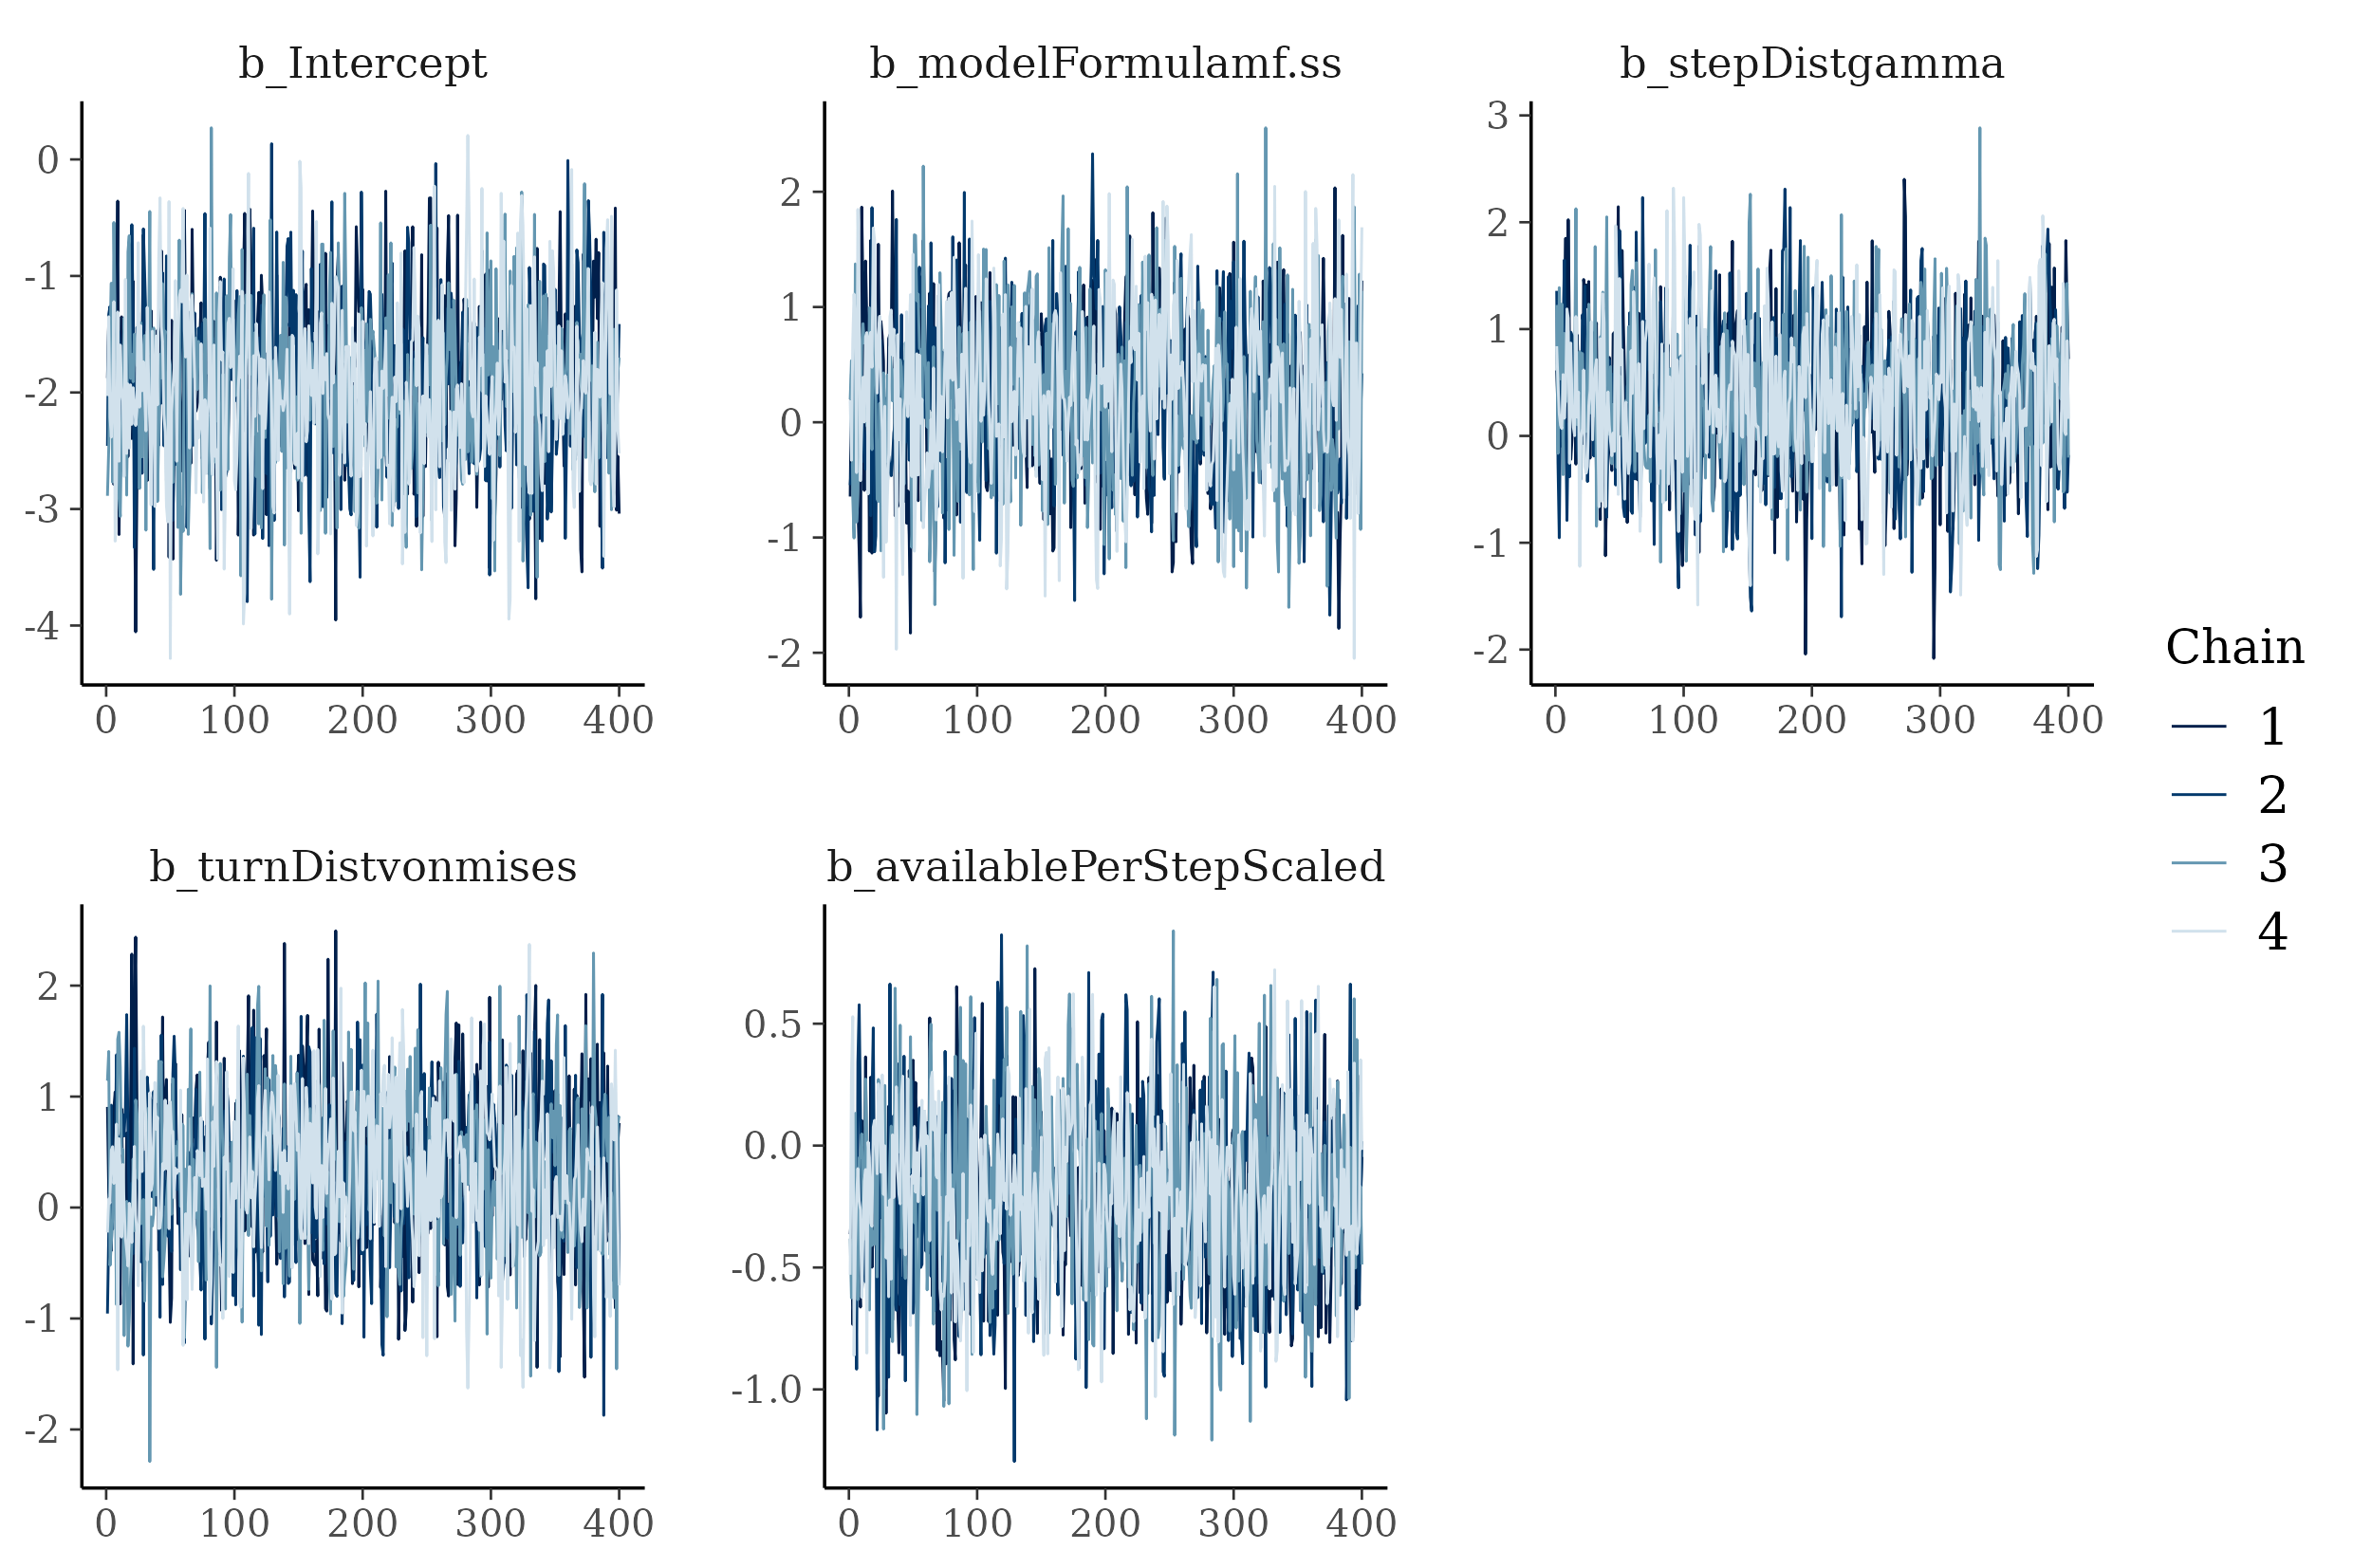 b_Intercept
0
-1
-2
-3
-4
0 100 200 300 400
b_modelFormulamf.ss
2
1
0
-1
-2
0 100 200 300 400
b_stepDistgamma
3
2
1
0
-1
-2
0 100 200 300 400
b_turnDistvonmises
2
1
0
-1
-2
0 100 200 300 400
b_availablePerStepScaled
0.5
0.0
-0.5
-1.0
0 100 200 300 400
Chain
1
2
3
4